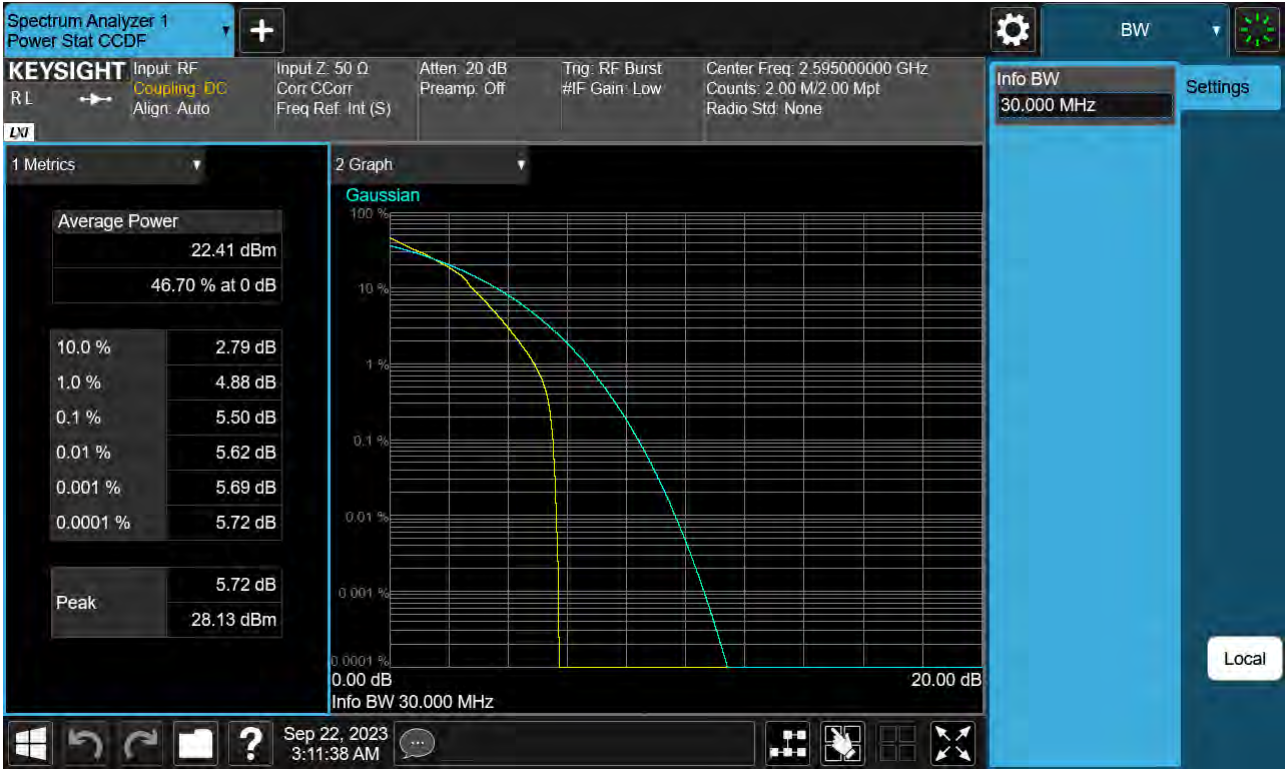 Spectrum Analyzer 1
Power Stat CCDF
BW
KEYSIGHT
RL
LXI
Input: RF
Coupling: DC
Align: Auto
Input Z: 50 Ω
Corr CCorr
Freq Ref: Int (S)
Atten: 20 dB
Preamp: Off
Trig: RF Burst
#IF Gain: Low
Center Freq: 2.595000000 GHz
Counts: 2.00 M/2.00 Mpt
Radio Std: None
Info BW
30.000 MHz
Settings
1 Metrics
Average Power
22.41 dBm
46.70 % at 0 dB
10.0 % 2.79 dB
1.0 % 4.88 dB
0.1 % 5.50 dB
0.01 % 5.62 dB
0.001 % 5.69 dB
0.0001 % 5.72 dB
Peak
5.72 dB
28.13 dBm
2 Graph
Gaussian
100 %
10 %
1 %
0.1 %
0.01 %
0.001 %
0.0001 %
0.00 dB 20.00 dB
Info BW 30.000 MHz
Local
?
Sep 22, 2023
3:11:38 AM